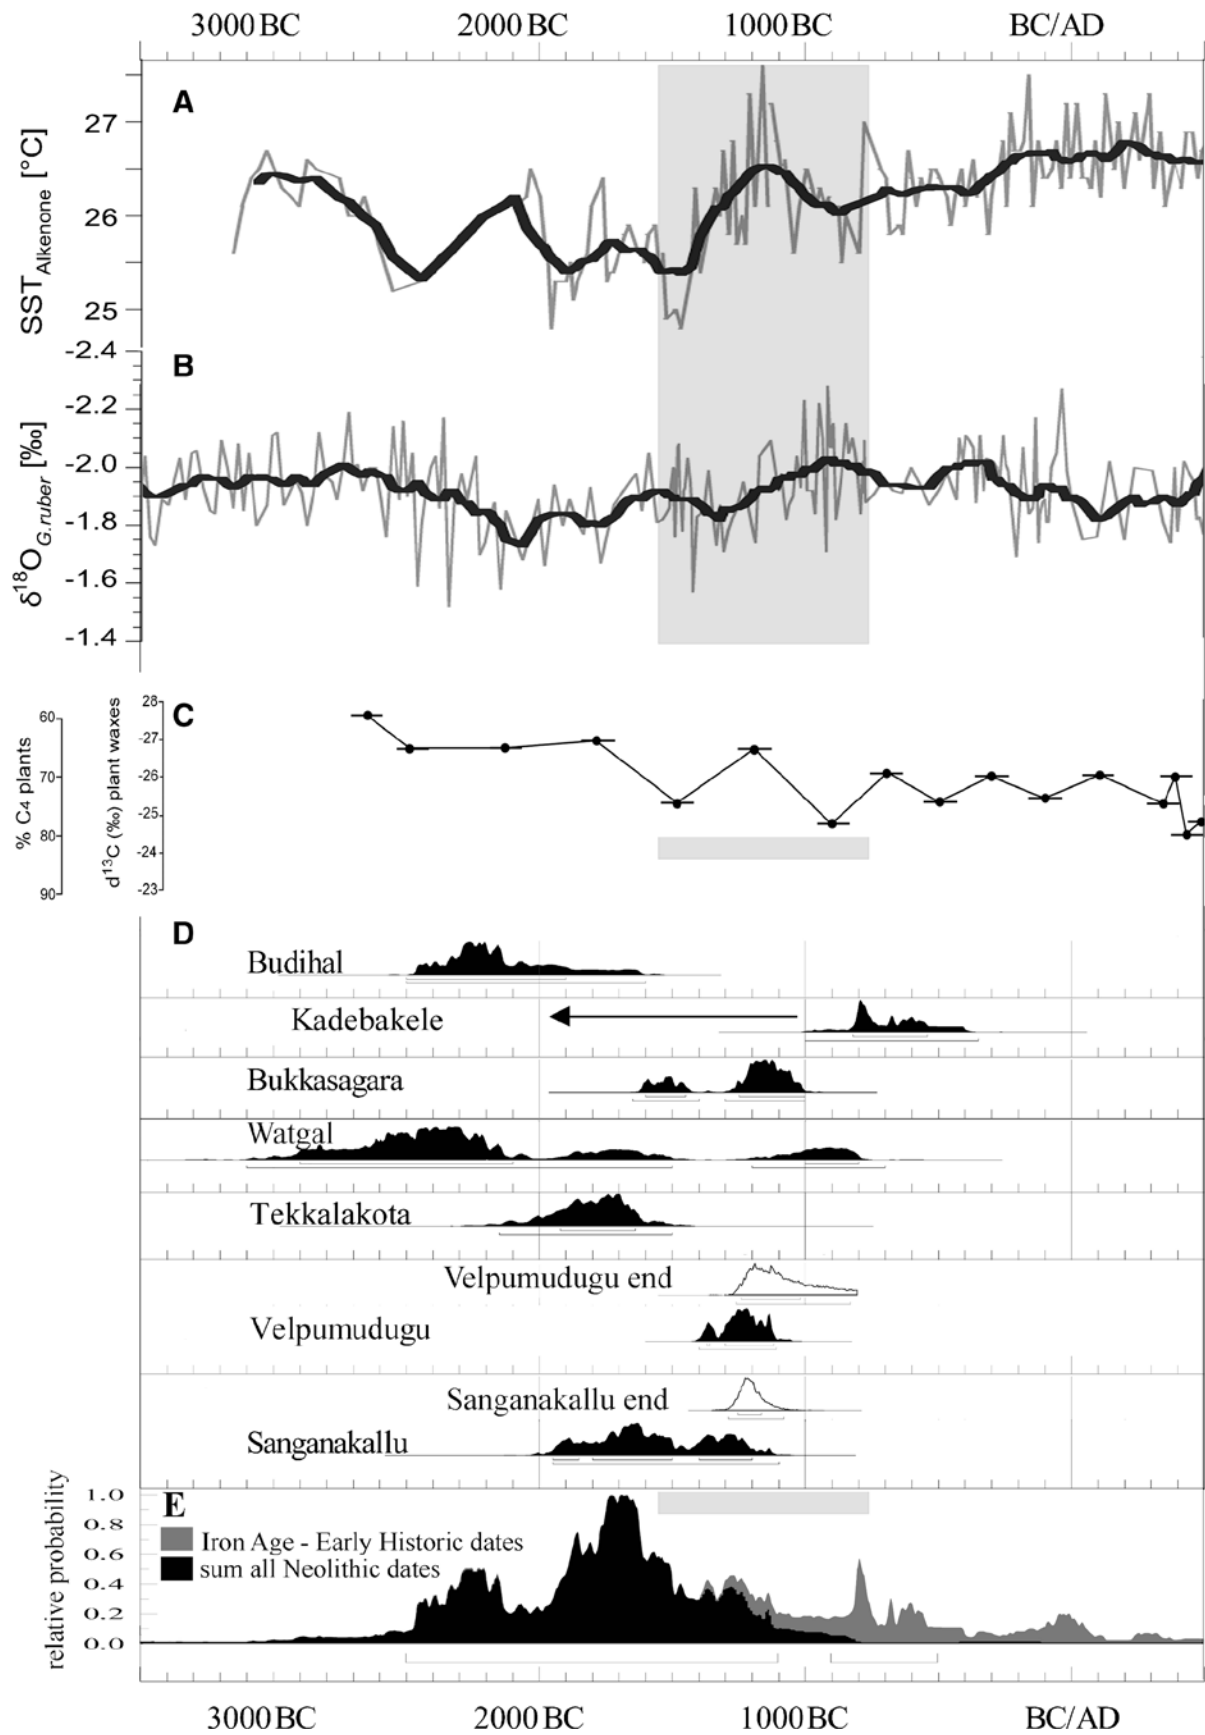 3000 BC 2000 BC 1000 BC BC/AD
A
SST Alkenone [°C]
27
26
25
B
δ18O G.ruber [‰]
-2.4
-2.2
-2.0
-1.8
-1.6
-1.4
C
% C4 plants
60
70
80
90
d13C (‰) plant waxes
28
-27
-26
-25
-24
-23
D
Budihal
Kadebakele
Bukkasagara
Watgal
Tekkalakota
Velpumudugu end
Velpumudugu
Sanganakallu end
Sanganakallu
E
relative probability
1.0
0.8
0.6
0.4
0.2
0.0
Iron Age - Early Historic dates
sum all Neolithic dates
3000 BC 2000 BC 1000 BC BC/AD